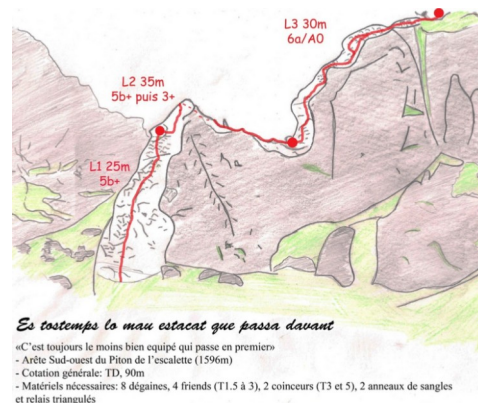 L3 30m
6a/A0
L2 35m
5b+ puis 3+
L1 25m
5b+
Es tostemps lo mau estacat que passa davant
«C'est toujours le moins bien equipé qui passe en premier»
- Arête Sud-ouest du Piton de l'escalette (1596m)
- Cotation générale: TD, 90m
- Matériels nécessaires: 8 dégaines, 4 friends (T1.5 à 3), 2 coinceurs (T3 et 5), 2 anneaux de sangles
et relais triangulés